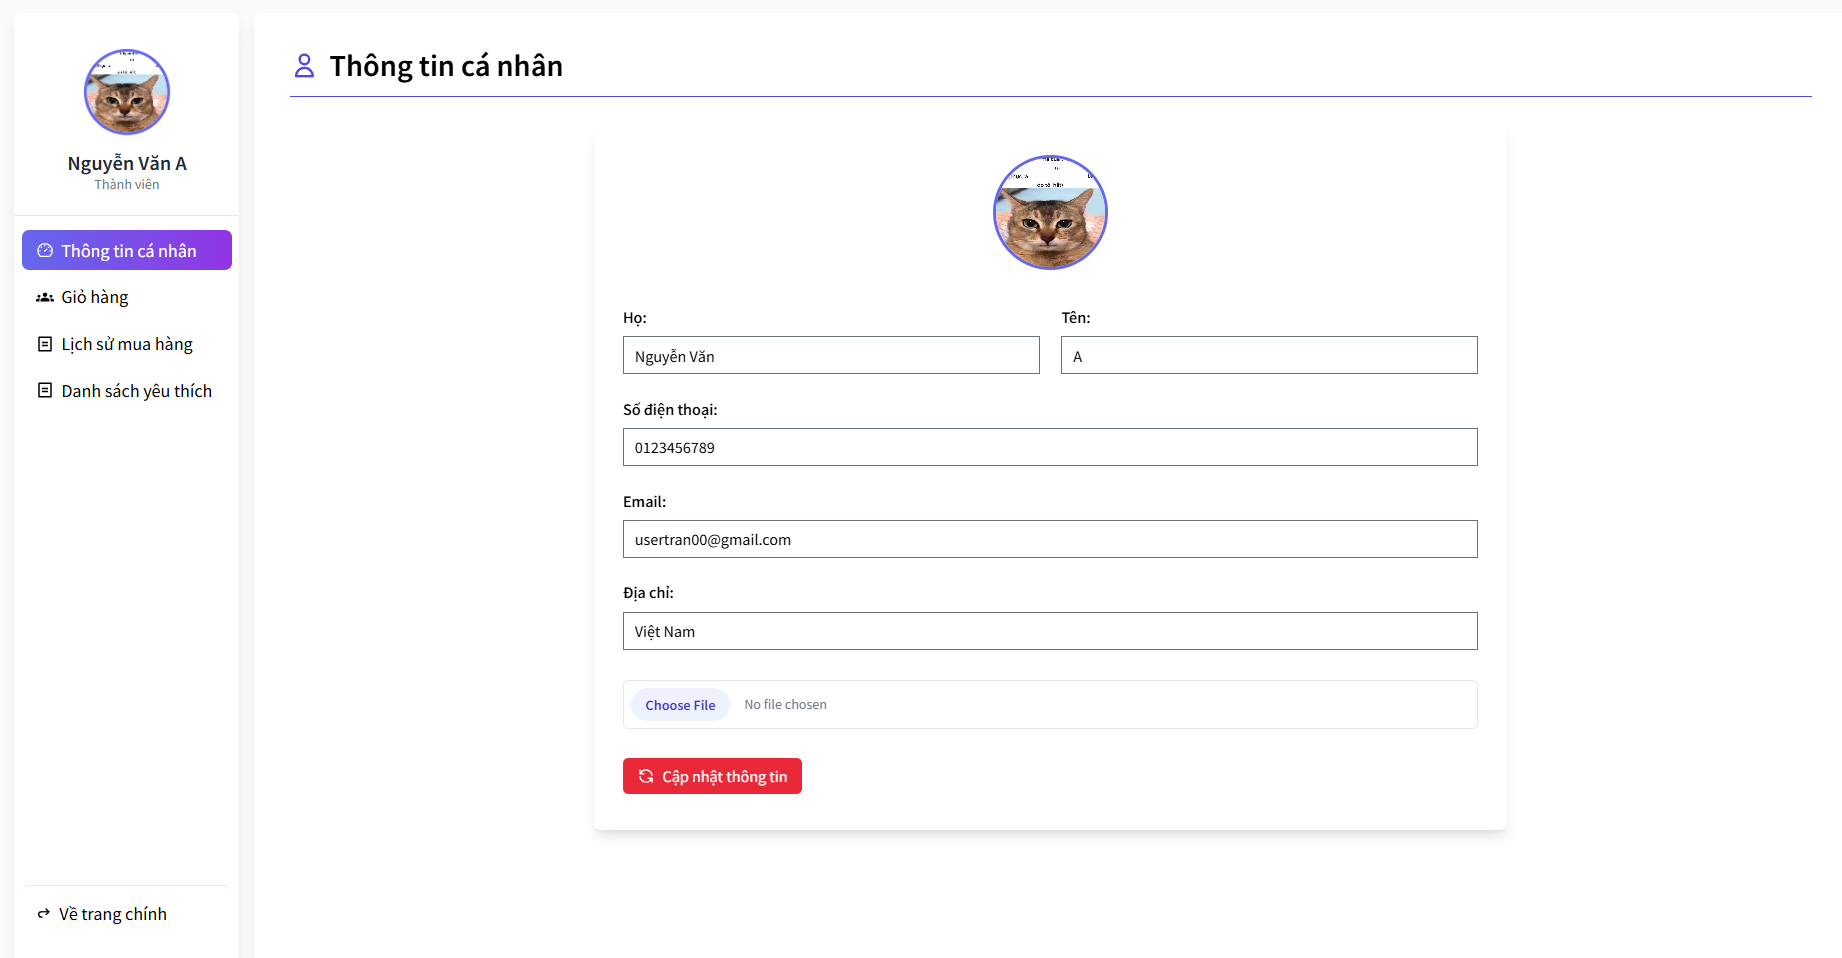 Nguyễn Văn A
Thành viên
Thông tin cá nhân
Giỏ hàng
Lịch sử mua hàng
Danh sách yêu thích
Về trang chính
Thông tin cá nhân
Họ:
Nguyễn Văn
Tên:
A
Số điện thoại:
0123456789
Email:
usertran00@gmail.com
Địa chỉ:
Việt Nam
Choose File No file chosen
Cập nhật thông tin